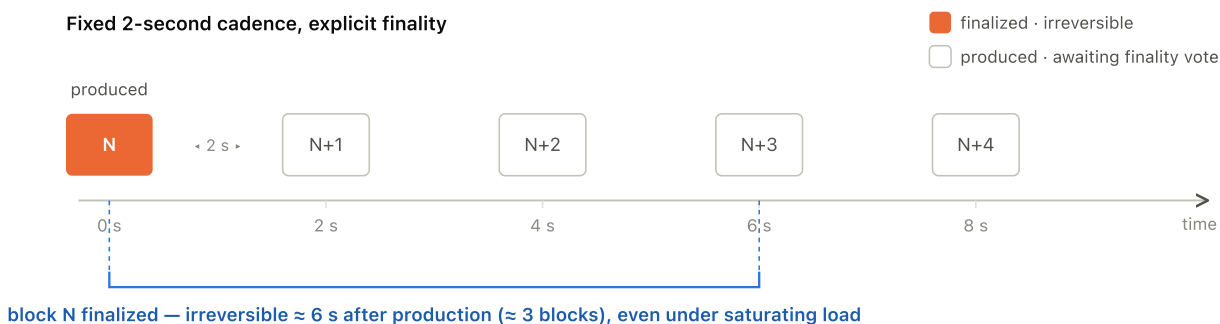 Fixed 2-second cadence, explicit finality
finalized · irreversible
produced · awaiting finality vote
produced
N
◂ 2 s ▸
N+1
N+2
N+3
N+4
0 s
2 s
4 s
6 s
8 s
time
block N finalized — irreversible ≈ 6 s after production (≈ 3 blocks), even under saturating load